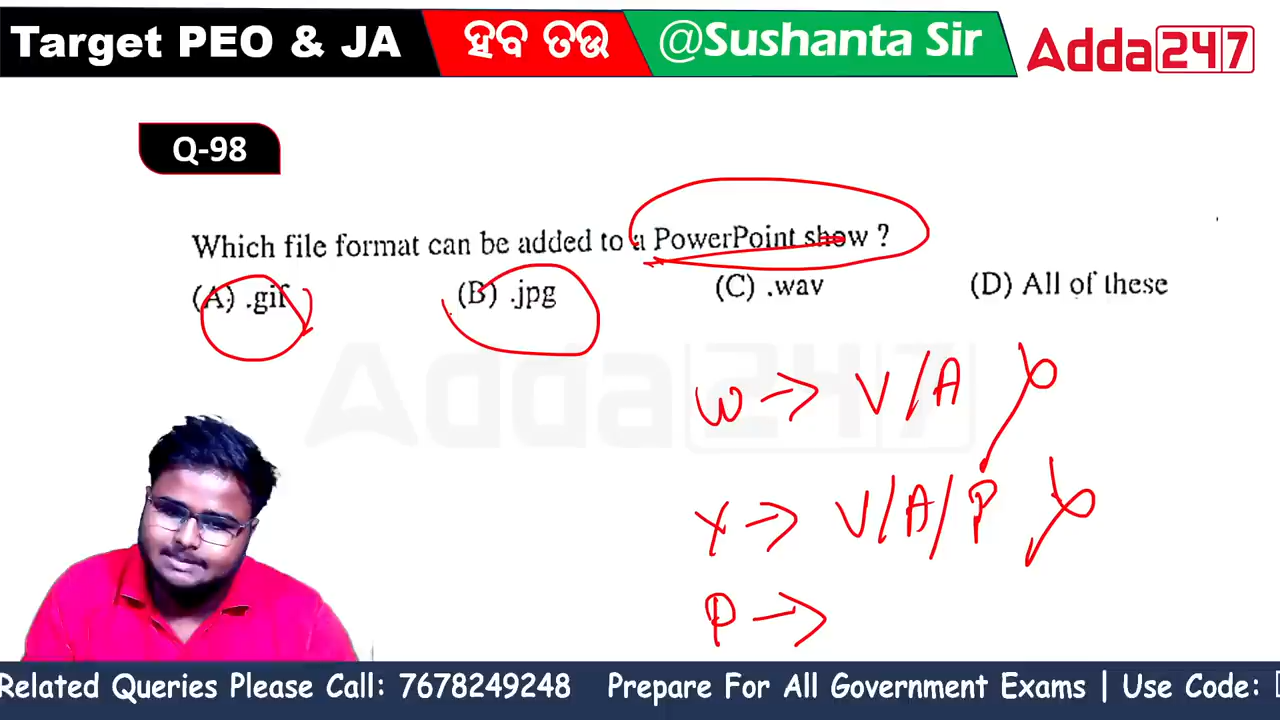 Target PEO & JA ହବ ତଉ @Sushanta Sir Adda247
Q-98
Which file format can be added to a PowerPoint show ?
(A) .gif (B) .jpg (C) .wav (D) All of these
Adda247
W → V/A
X → V/A/P
P →
Related Queries Please Call: 7678249248 Prepare For All Government Exams | Use Code: